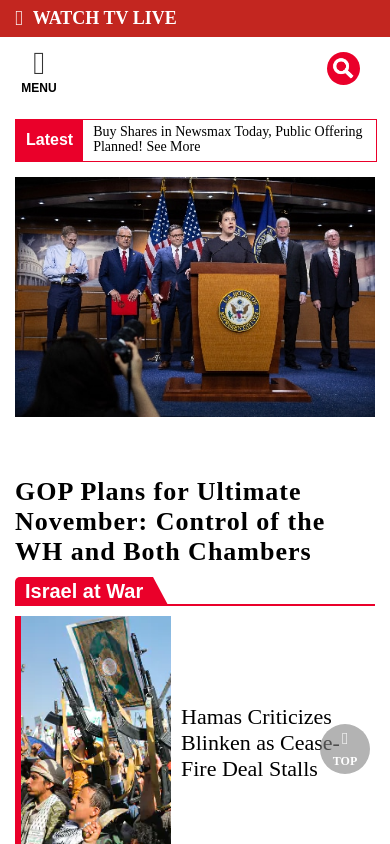 WATCH TV LIVE
MENU
Latest
Buy Shares in Newsmax Today, Public Offering
Planned! See More
GOP Plans for Ultimate
November: Control of the
WH and Both Chambers
Israel at War
Hamas Criticizes
Blinken as Cease-
Fire Deal Stalls
TOP